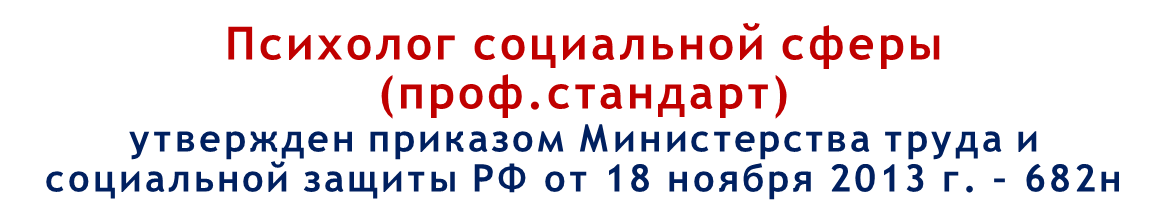 Психолог социальной сферы
(проф.стандарт)
утвержден приказом Министерства труда и
социальной защиты РФ от 18 ноября 2013 г. – 682н